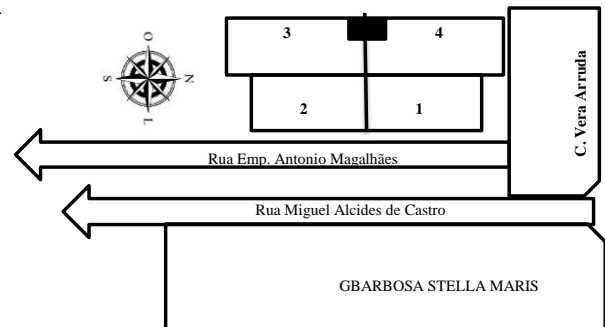 3
4
O
S
N
L
2
1
C. Vera Arruda
Rua Emp. Antonio Magalhães
Rua Miguel Alcides de Castro
GBARBOSA STELLA MARIS